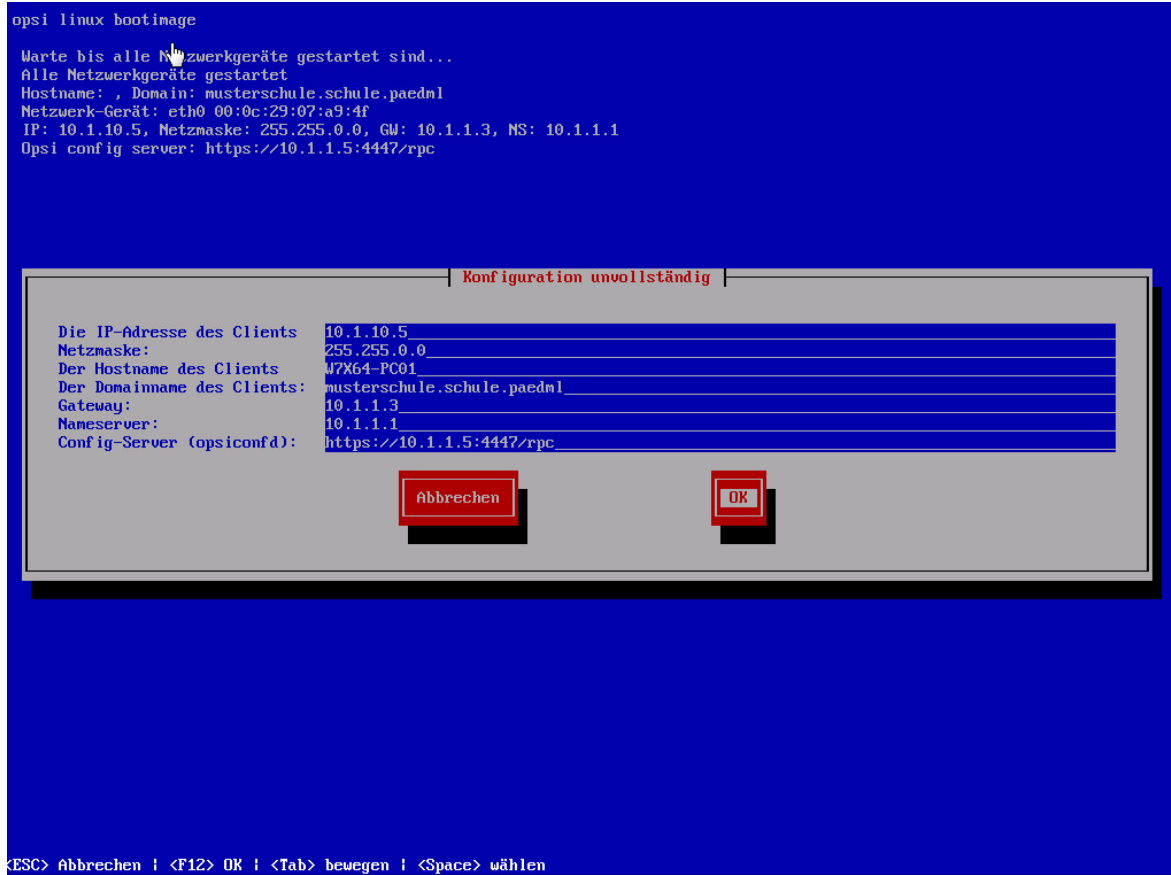 opsi linux bootimage
Warte bis alle Netzwerkgeräte gestartet sind...
Alle Netzwerkgeräte gestartet
Hostname: , Domain: musterschule.schule.paedml
Netzwerk-Gerät: eth0 00:0c:29:07:a9:4f
IP: 10.1.10.5, Netzmaske: 255.255.0.0, GW: 10.1.1.3, NS: 10.1.1.1
Opsi config server: https://10.1.1.5:4447/rpc
Konfiguration unvollständig
Die IP-Adresse des Clients 10.1.10.5
Netzmaske: 255.255.0.0
Der Hostname des Clients W7X64-PC01
Der Domainname des Clients: musterschule.schule.paedml
Gateway: 10.1.1.3
Nameserver: 10.1.1.1
Config-Server (opsiconfd): https://10.1.1.5:4447/rpc
Abbrechen OK
<ESC> Abbrechen | <F12> OK | <Tab> bewegen | <Space> wählen